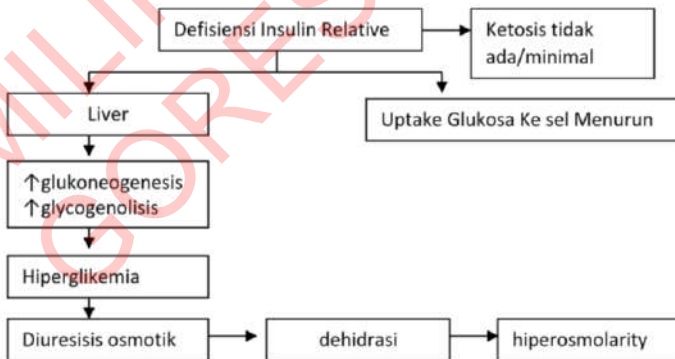 Defisiensi Insulin Relative
Ketosis tidak
ada/minimal
Liver
Uptake Glukosa Ke sel Menurun
↑glukoneogenesis
↑glycogenolisis
Hiperglikemia
Diuresisis osmotik
dehidrasi
hiperosmolarity